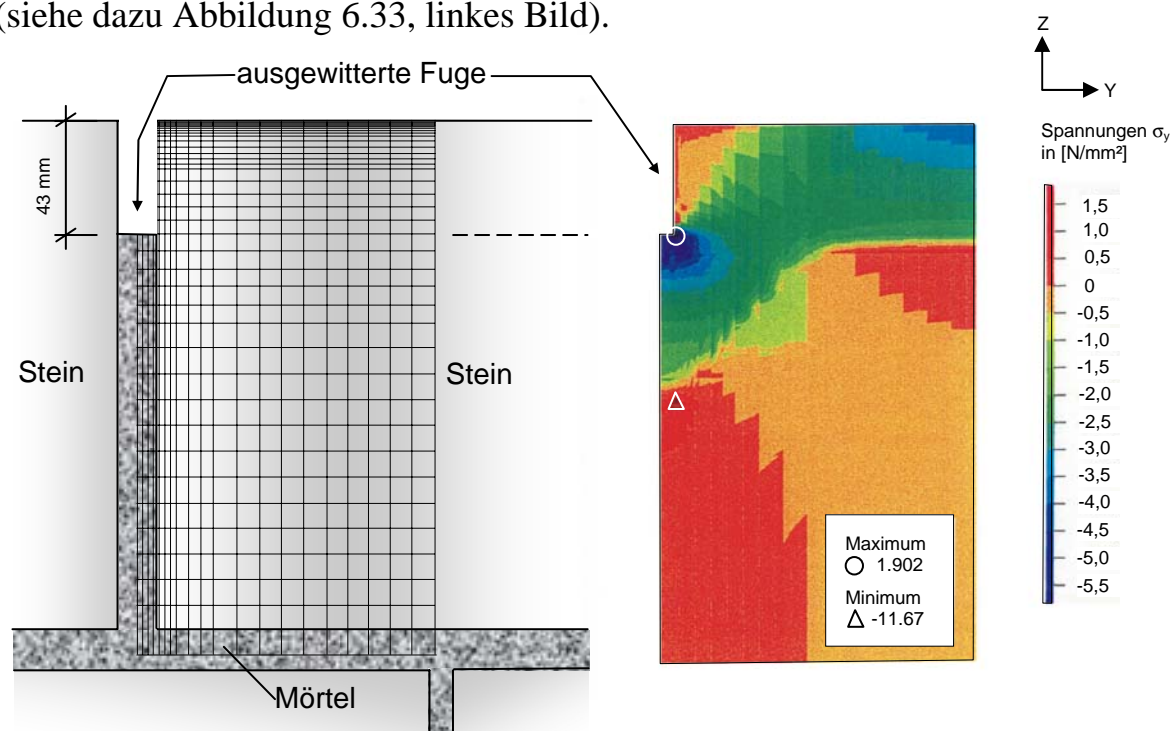 (siehe dazu Abbildung 6.33, linkes Bild).
ausgewitterte Fuge
43 mm
Stein
Stein
Mörtel
Z
Y
Spannungen σy
in [N/mm²]
1,5
1,0
0,5
0
-0,5
-1,0
-1,5
-2,0
-2,5
-3,0
-3,5
-4,0
-4,5
-5,0
-5,5
Maximum
1.902
Minimum
-11.67